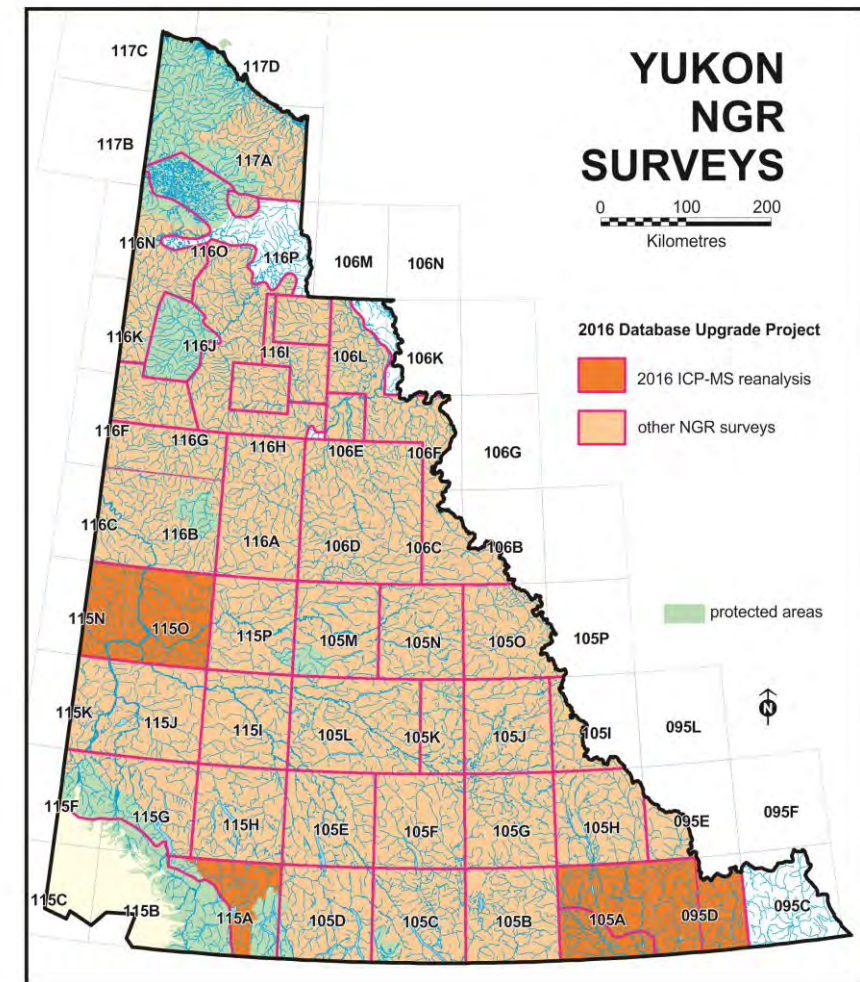 117C
117D
YUKON
NGR
SURVEYS
117B
117A
0 100 200
Kilometres
116N
116O
116P
106M
106N
2016 Database Upgrade Project
116K
116J
116I
106L
106K
2016 ICP-MS reanalysis
other NGR surveys
116F
116G
116H
106E
106F
106G
116C
116B
116A
106D
106C
106B
115N
115O
115P
105M
105N
105O
105P
protected areas
N
115K
115J
115I
105L
105K
105J
105I
095L
115F
115G
115H
105E
105F
105G
105H
095E
095F
115C
115B
115A
105D
105C
105B
105A
095D
095C